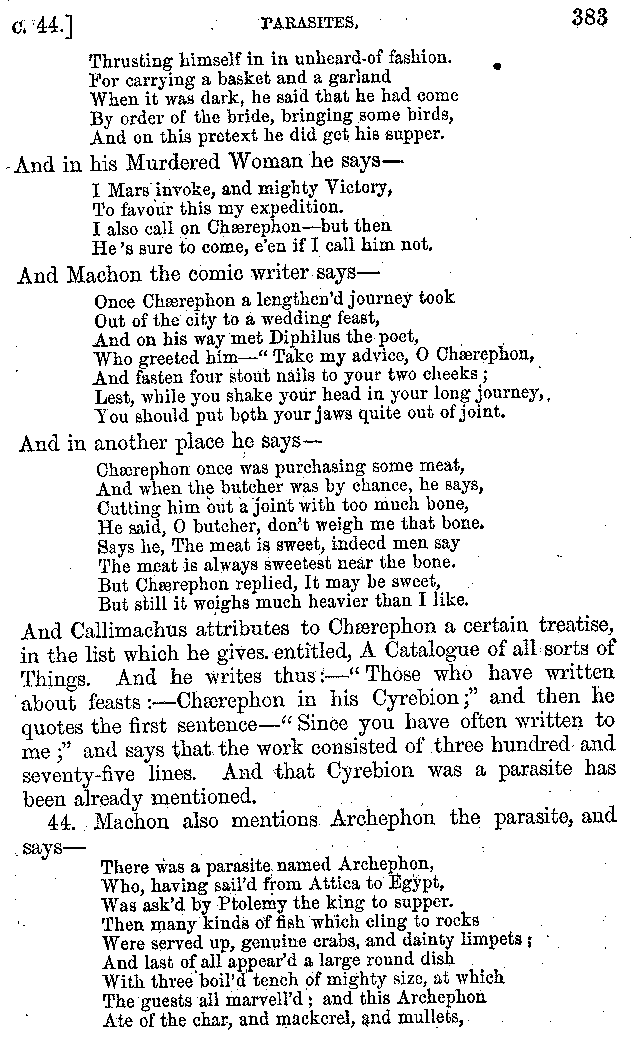 C. 44.] PARASITES. 383
Thrusting himself in in unheard-of fashion.
For carrying a basket and a garland
When it was dark, he said that he had come
By order of the bride, bringing some birds,
And on this pretext he did get his supper.
And in his Murdered Woman he says—
I Mars invoke, and mighty Victory,
To favour this my expedition.
I also call on Chærephon—but then
He's sure to come, e'en if I call him not.
And Machon the comic writer says—
Once Chærephon a lengthen'd journey took
Out of the city to a wedding feast,
And on his way met Diphilus the poet,
Who greeted him—"Take my advice, O Chærephon,
And fasten four stout nails to your two cheeks;
Lest, while you shake your head in your long journey,
You should put both your jaws quite out of joint.
And in another place he says—
Chærephon once was purchasing some meat,
And when the butcher was by chance, he says,
Cutting him out a joint with too much bone,
He said, O butcher, don't weigh me that bone.
Says he, The meat is sweet, indeed men say
The meat is always sweetest near the bone.
But Chærephon replied, It may be sweet,
But still it weighs much heavier than I like.
And Callimachus attributes to Chærephon a certain treatise,
in the list which he gives entitled, A Catalogue of all sorts of
Things. And he writes thus:—"Those who have written
about feasts:—Chærephon in his Cyrebion;" and then he
quotes the first sentence—"Since you have often written to
me;" and says that the work consisted of three hundred and
seventy-five lines. And that Cyrebion was a parasite has
been already mentioned.
44. Machon also mentions Archephon the parasite, and
says—
There was a parasite named Archephon,
Who, having sail'd from Attica to Egypt,
Was ask'd by Ptolemy the king to supper.
Then many kinds of fish which cling to rocks
Were served up, genuine crabs, and dainty limpets;
And last of all appear'd a large round dish
With three boil'd tench of mighty size, at which
The guests all marvell'd; and this Archephon
Ate of the char, and mackerel, and mullets,